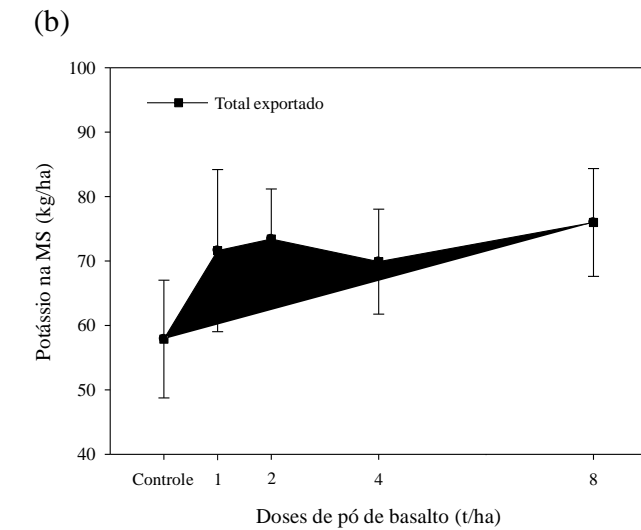 (b)
100
90
80
70
60
50
40
Potássio na MS (kg/ha)
Total exportado
Controle 1 2 4 8
Doses de pó de basalto (t/ha)